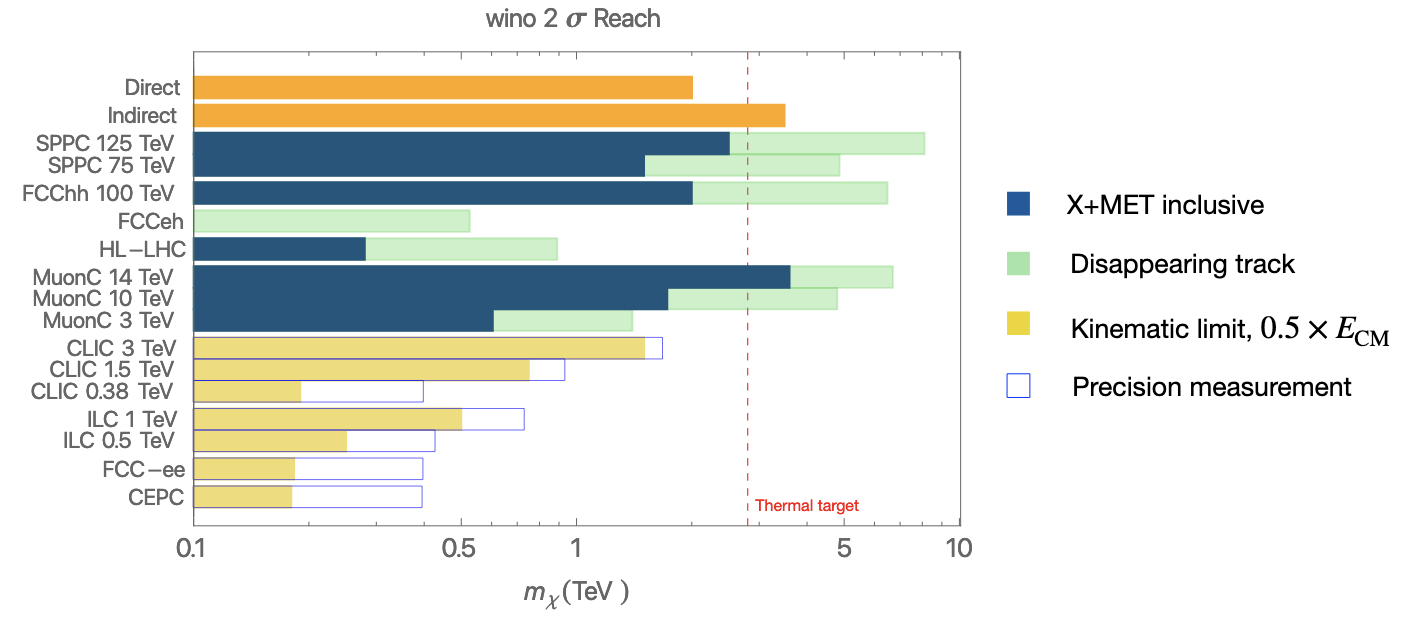 wino 2 σ Reach
Direct
Indirect
SPPC 125 TeV
SPPC 75 TeV
FCChh 100 TeV
FCCeh
HL−LHC
MuonC 14 TeV
MuonC 10 TeV
MuonC 3 TeV
CLIC 3 TeV
CLIC 1.5 TeV
CLIC 0.38 TeV
ILC 1 TeV
ILC 0.5 TeV
FCC−ee
CEPC
Thermal target
0.1 0.5 1 5 10
mχ(TeV )
X+MET inclusive
Disappearing track
Kinematic limit, 0.5 × ECM
Precision measurement